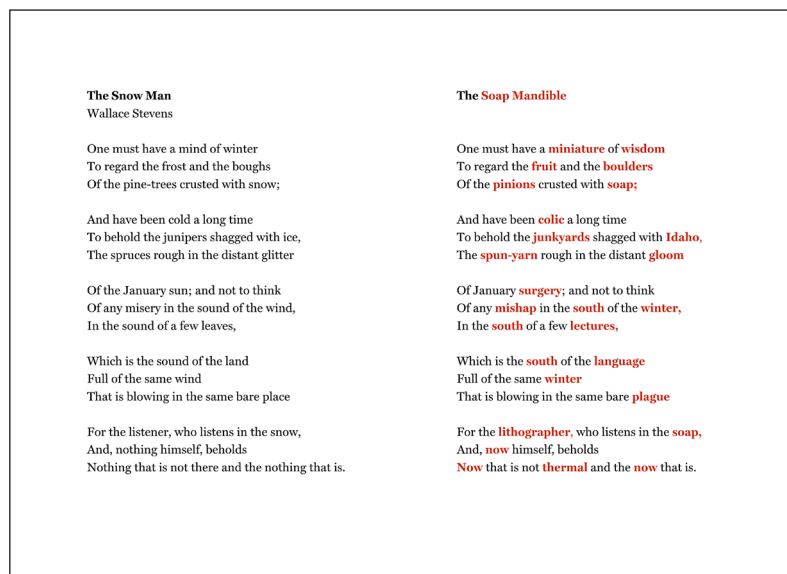 The Snow Man
Wallace Stevens
One must have a mind of winter
To regard the frost and the boughs
Of the pine-trees crusted with snow;
And have been cold a long time
To behold the junipers shagged with ice,
The spruces rough in the distant glitter
Of the January sun; and not to think
Of any misery in the sound of the wind,
In the sound of a few leaves,
Which is the sound of the land
Full of the same wind
That is blowing in the same bare place
For the listener, who listens in the snow,
And, nothing himself, beholds
Nothing that is not there and the nothing that is.
The Soap Mandible
One must have a miniature of wisdom
To regard the fruit and the boulders
Of the pinions crusted with soap;
And have been colic a long time
To behold the junkyards shagged with Idaho,
The spun-yarn rough in the distant gloom
Of January surgery; and not to think
Of any mishap in the south of the winter,
In the south of a few lectures,
Which is the south of the language
Full of the same winter
That is blowing in the same bare plague
For the lithographer, who listens in the soap,
And, now himself, beholds
Now that is not thermal and the now that is.